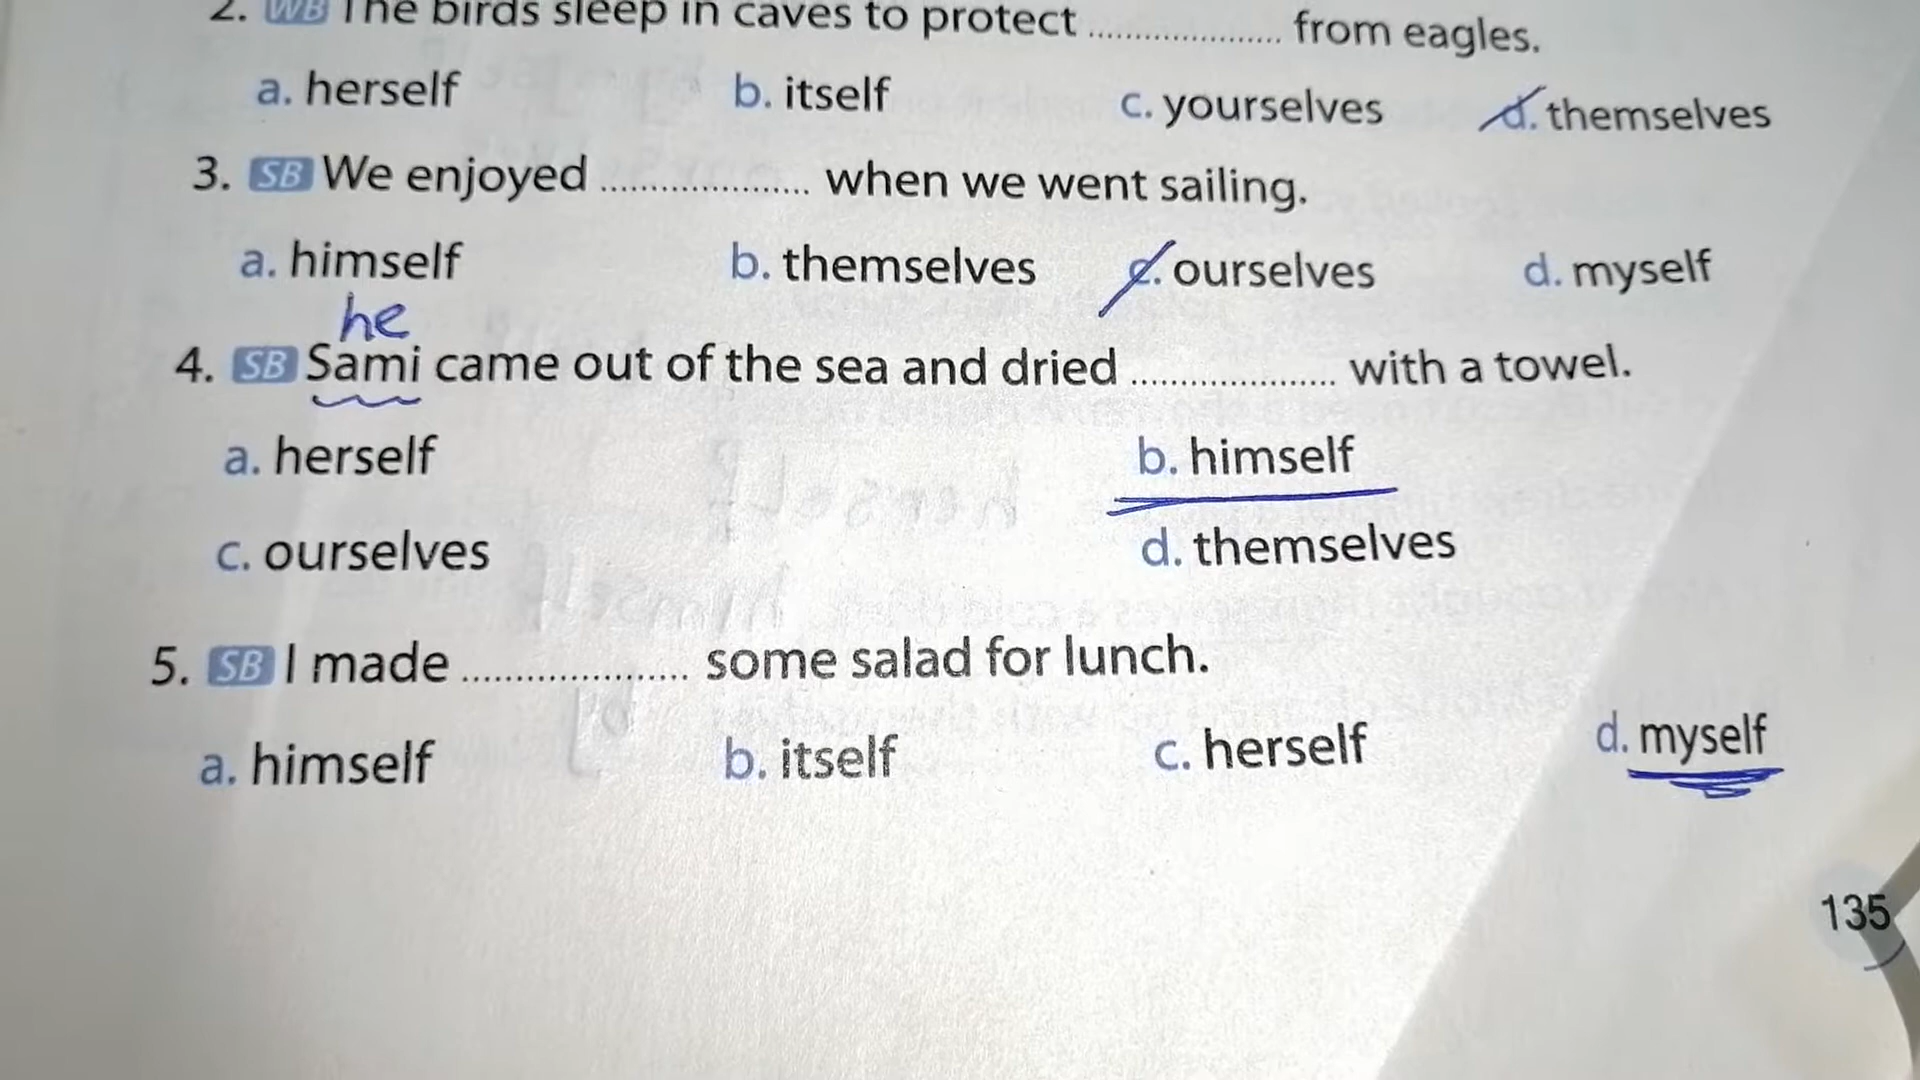 2. WB The birds sleep in caves to protect .................... from eagles.
a. herself b. itself c. yourselves d. themselves
3. SB We enjoyed .................... when we went sailing.
a. himself b. themselves c. ourselves d. myself
he
4. SB Sami came out of the sea and dried .................... with a towel.
a. herself b. himself
c. ourselves d. themselves
5. SB I made .................... some salad for lunch.
a. himself b. itself c. herself d. myself
135